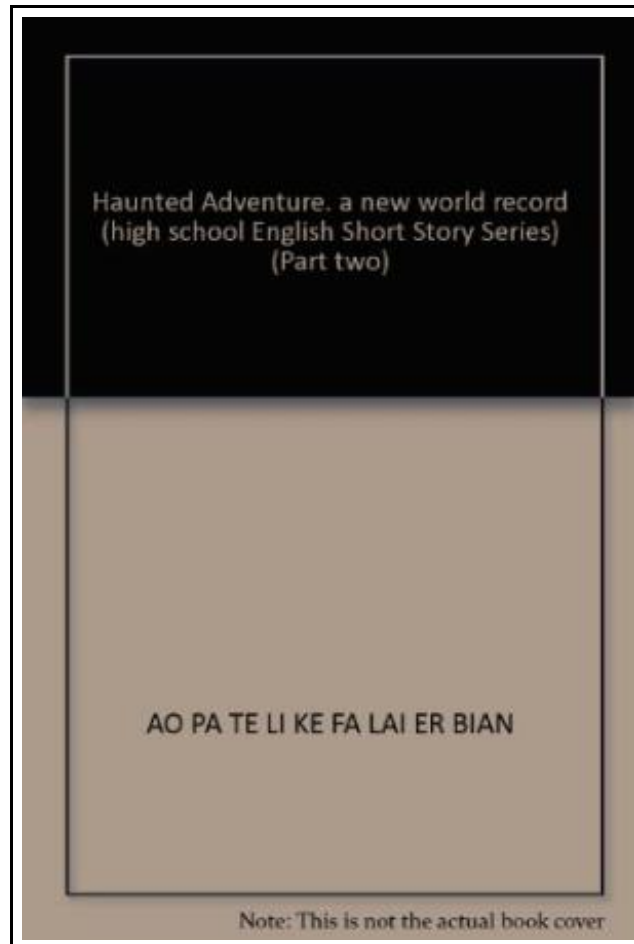 Haunted Adventure. a new world record
(high school English Short Story Series)
(Part two)
AO PA TE LI KE FA LAI ER BIAN
Note: This is not the actual book cover